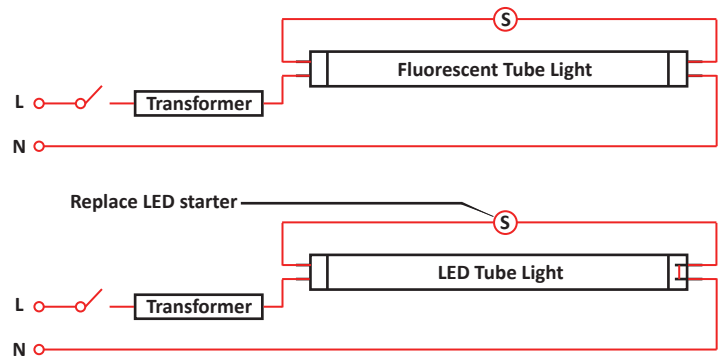 S
Fluorescent Tube Light
L
Transformer
N
Replace LED starter
S
LED Tube Light
L
Transformer
N